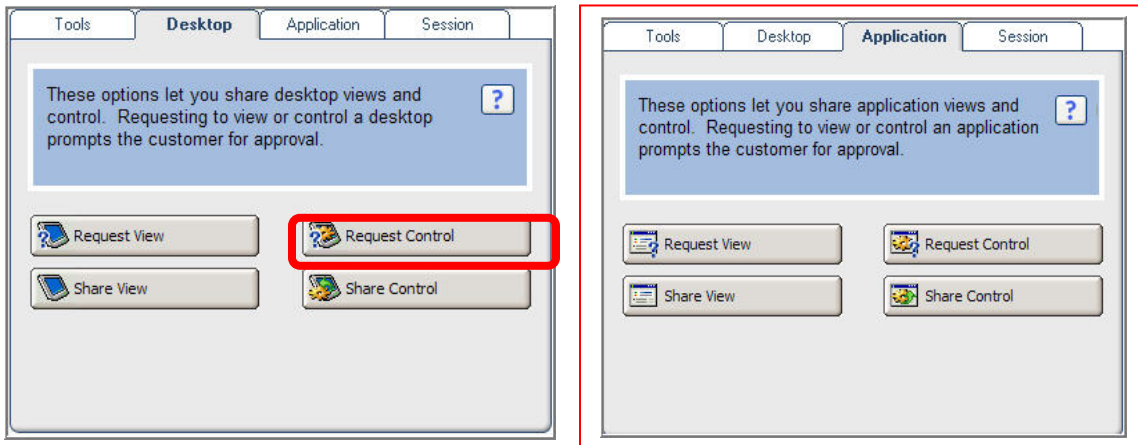 Tools Desktop Application Session
These options let you share desktop views and
control. Requesting to view or control a desktop
prompts the customer for approval.
?
Request View Request Control
Share View Share Control
Tools Desktop Application Session
These options let you share application views and
control. Requesting to view or control an application
prompts the customer for approval.
?
Request View Request Control
Share View Share Control